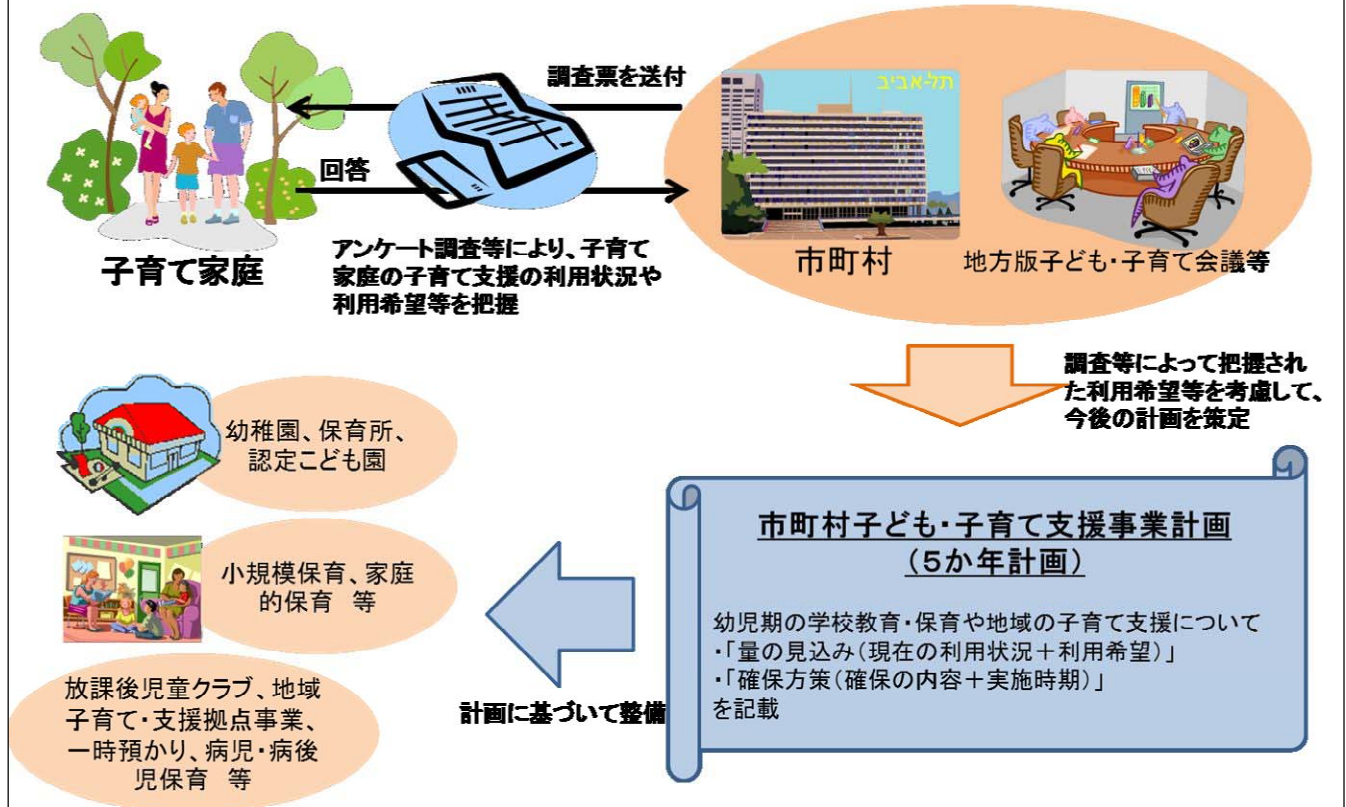 調査票を送付
回答
תל-אביב
子育て家庭
アンケート調査等により、子育て
家庭の子育て支援の利用状況や
利用希望等を把握
市町村
地方版子ども・子育て会議等
調査等によって把握され
た利用希望等を考慮して、
今後の計画を策定
市町村子ども・子育て支援事業計画
(5か年計画)
幼児期の学校教育・保育や地域の子育て支援について
・「量の見込み(現在の利用状況+利用希望)」
・「確保方策(確保の内容+実施時期)」
を記載
計画に基づいて整備
幼稚園、保育所、
認定こども園
小規模保育、家庭
的保育 等
放課後児童クラブ、地域
子育て・支援拠点事業、
一時預かり、病児・病後
児保育 等